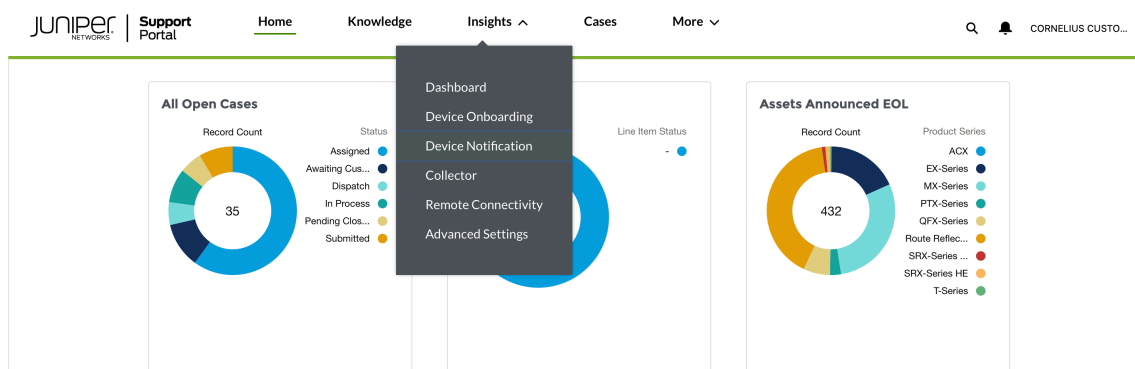 JUNIPER
NETWORKS
Support
Portal
Home
Knowledge
Insights
Cases
More
CORNELIUS CUSTO...
Dashboard
Device Onboarding
Device Notification
Collector
Remote Connectivity
Advanced Settings
All Open Cases
Record Count
Status
Assigned
Awaiting Cus...
Dispatch
In Process
Pending Clos...
Submitted
35
Line Item Status
-
Assets Announced EOL
Record Count
Product Series
ACX
EX-Series
MX-Series
PTX-Series
QFX-Series
Route Reflec...
SRX-Series ...
SRX-Series HE
T-Series
432